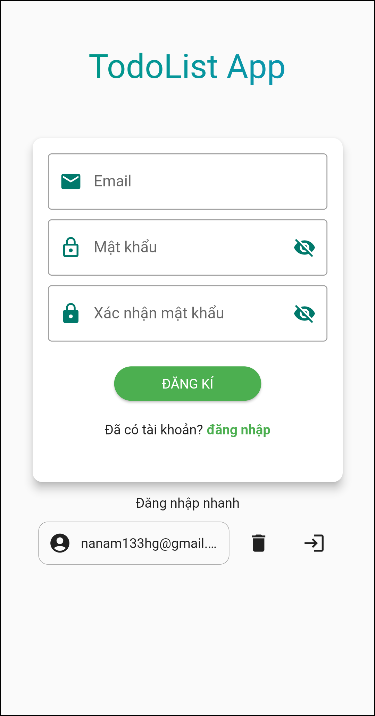 TodoList App
Email
Mật khẩu
Xác nhận mật khẩu
ĐĂNG KÍ
Đã có tài khoản? đăng nhập
Đăng nhập nhanh
nanam133hg@gmail....